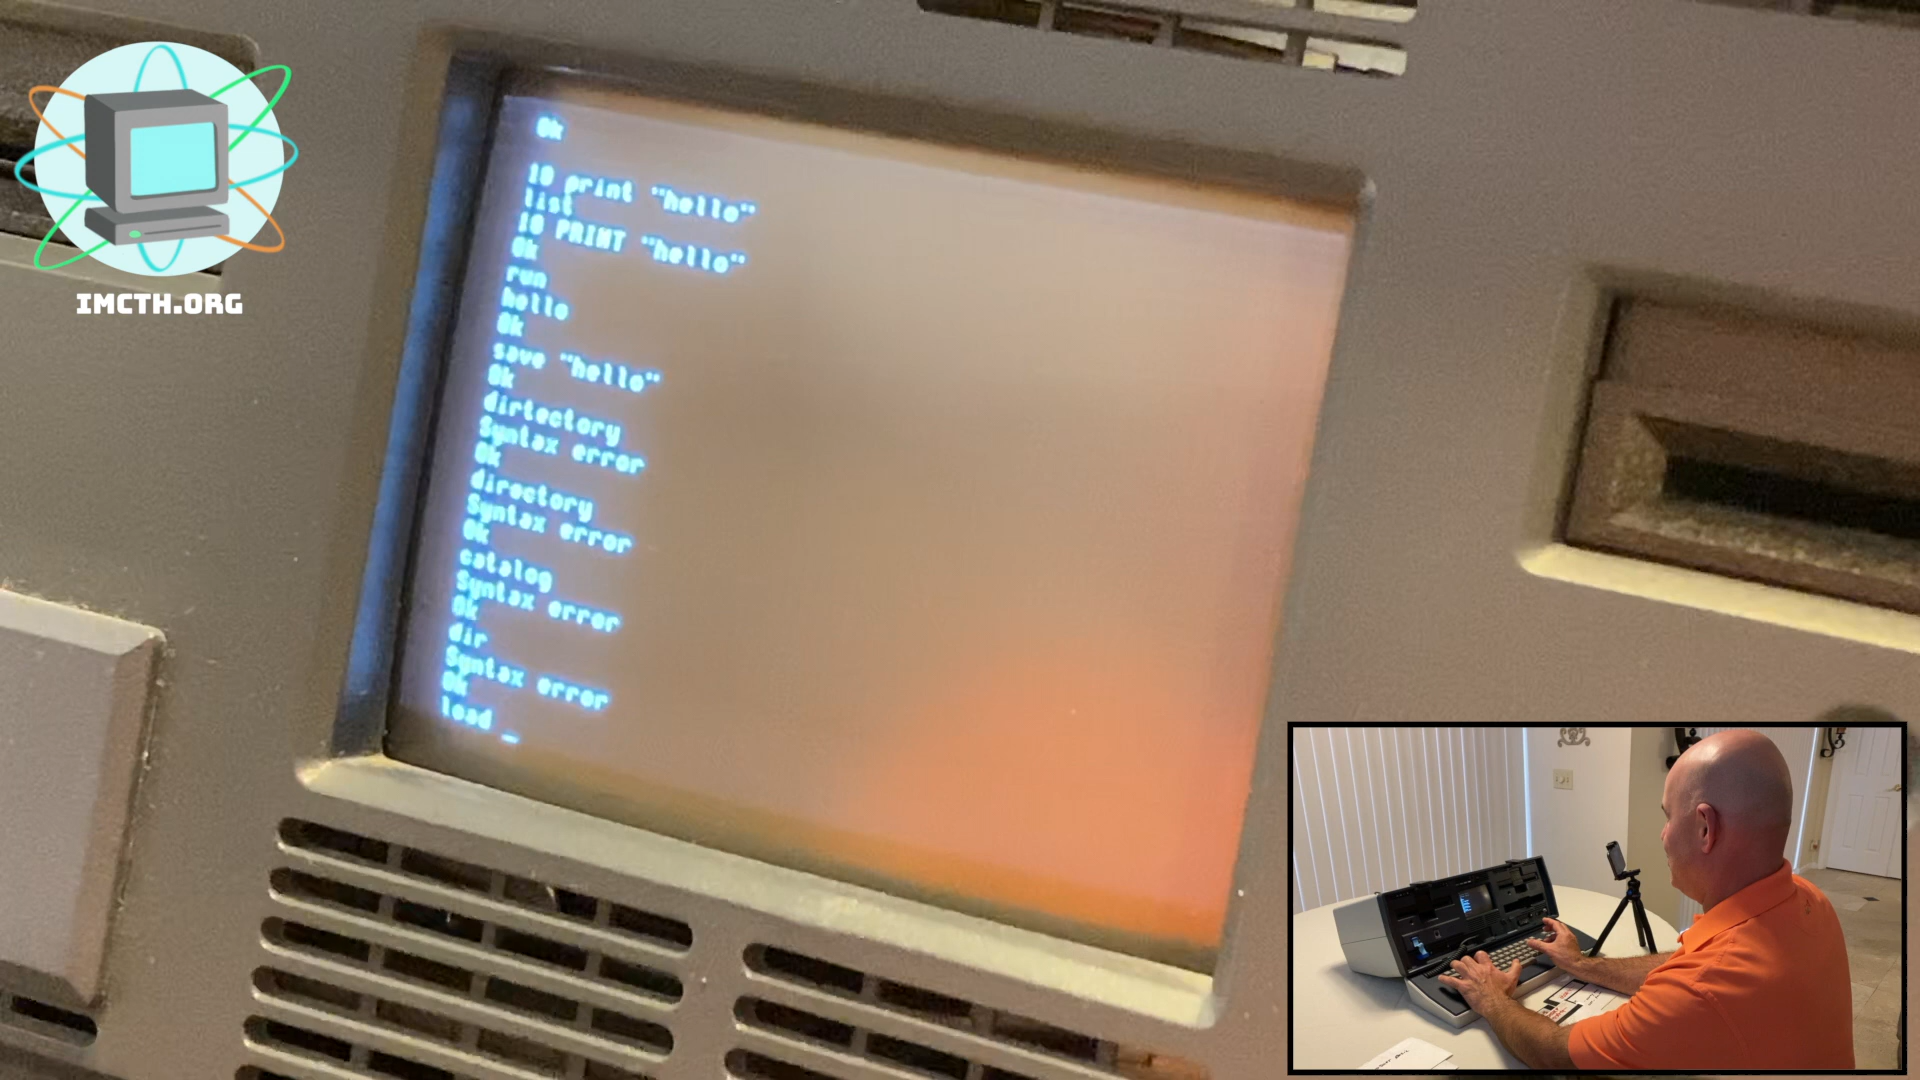 Ok
10 print "hello"
list
10 PRINT "hello"
Ok
run
hello
Ok
save "hello"
Ok
dirtectory
Syntax error
Ok
directory
Syntax error
Ok
catalog
Syntax error
Ok
dir
Syntax error
Ok
load _
IMCTH.ORG